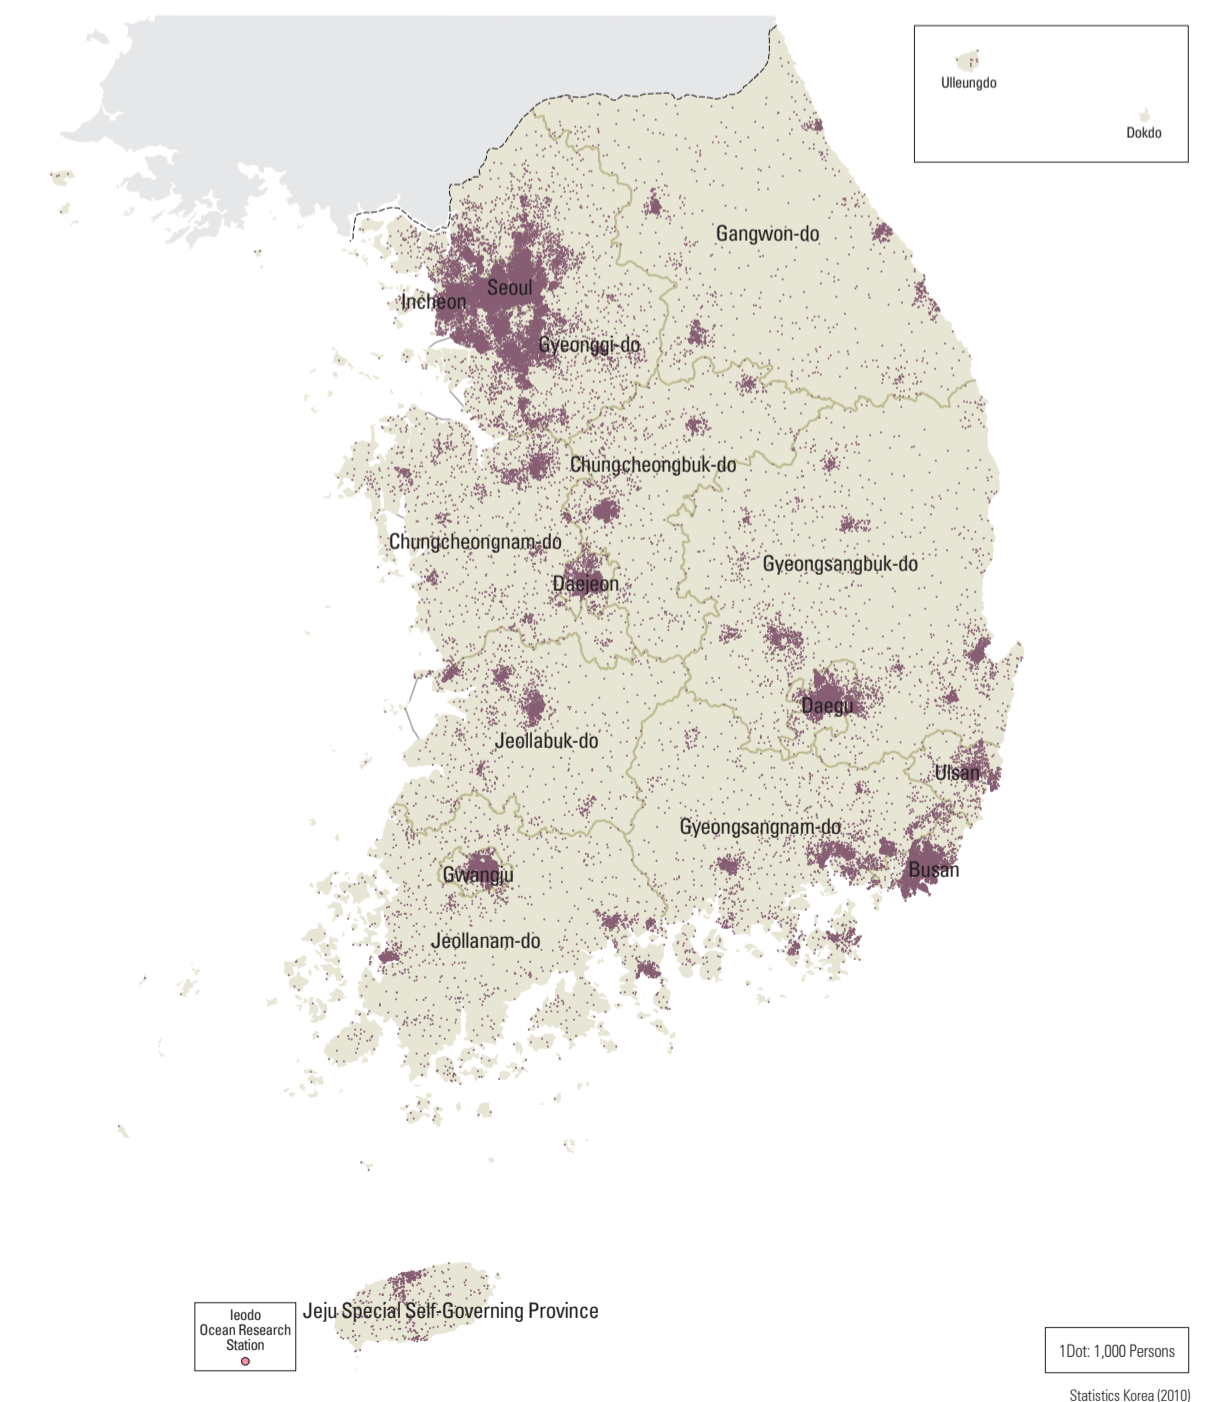 Ulleungdo
Dokdo
Gangwon-do
Seoul
Incheon
Gyeonggi-do
Chungcheongbuk-do
Chungcheongnam-do
Gyeongsangbuk-do
Daejeon
Daegu
Jeollabuk-do
Ulsan
Gyeongsangnam-do
Busan
Gwangju
Jeollanam-do
Jeju Special Self-Governing Province
Ieodo
Ocean Research
Station
1Dot: 1,000 Persons
Statistics Korea (2010)